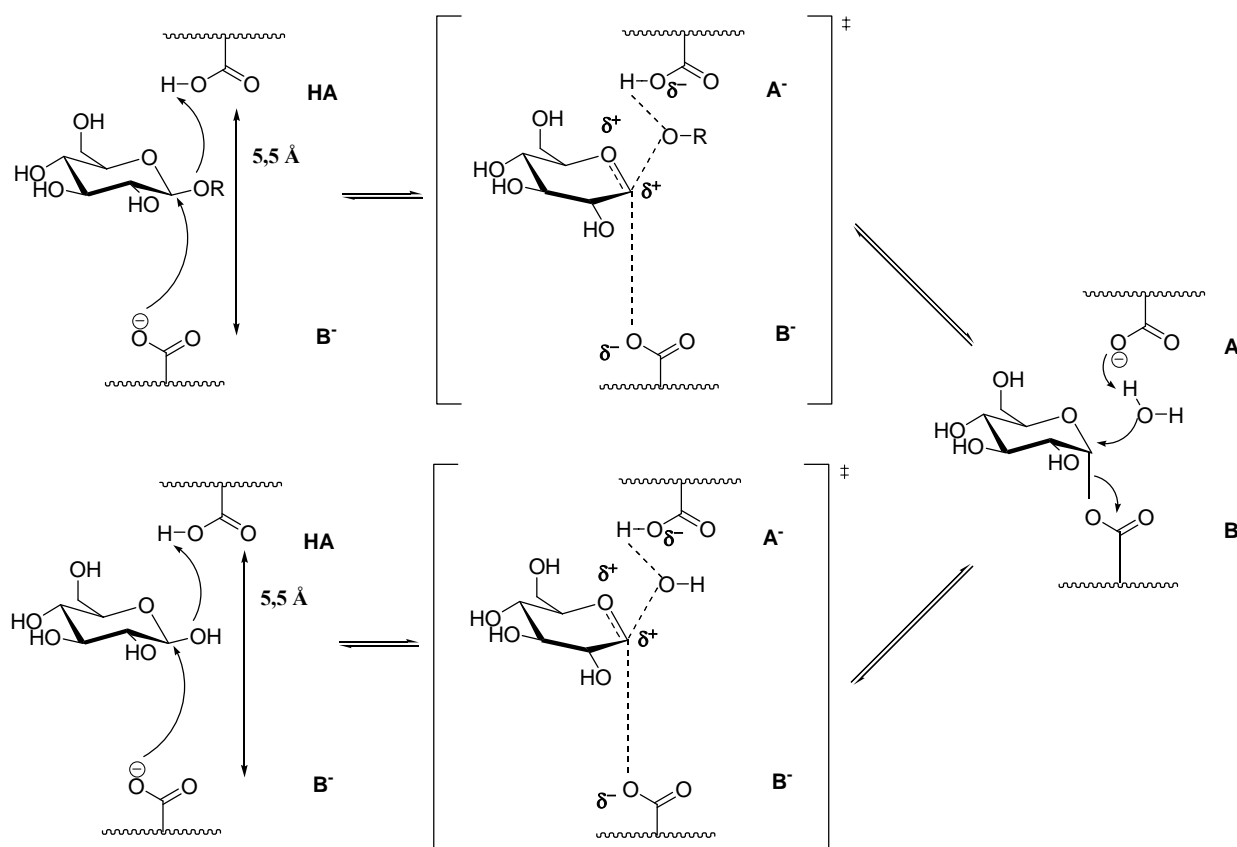 ‡
H-O O
HA
OH
5,5 Å
O
HO
HO
HO
OR
⊖
O O
B⁻
H-O O
δ⁻
A⁻
δ⁺
OH
O
O-R
HO
HO
δ⁺
HO
δ⁻ O O
B⁻
O O
⊖
A
H
O-H
OH
O
HO
HO
HO
O O
B
‡
H-O O
HA
OH
5,5 Å
O
HO
HO
HO
OH
⊖
O O
B⁻
H-O O
δ⁻
A⁻
δ⁺
OH
O
O-H
HO
HO
δ⁺
HO
δ⁻ O O
B⁻